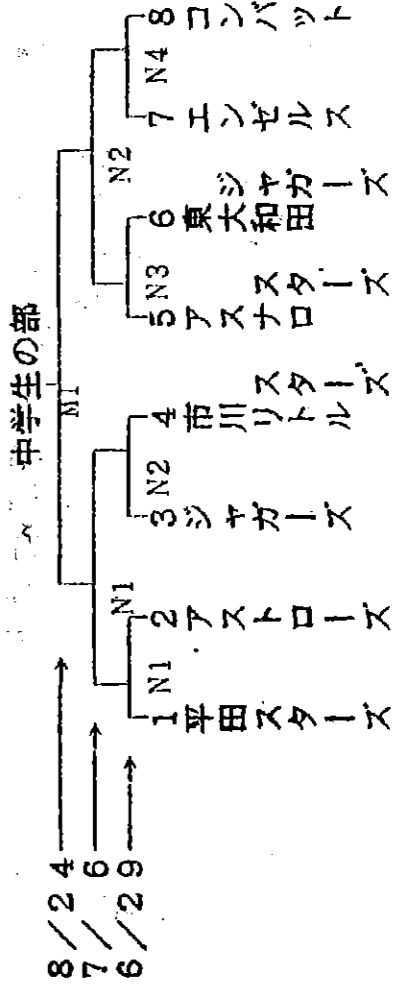 中学生の部
M1
N1 N2
N1 N2 N3 N4
8/24
7/6
6/29
1 平田スターズ
2 アストローズ
3 ジャガーズ
4 市川リトルスターズ
5 アスナロスターズ
6 東大和田ジャガーズ
7 エンゼルス
8 コンバット